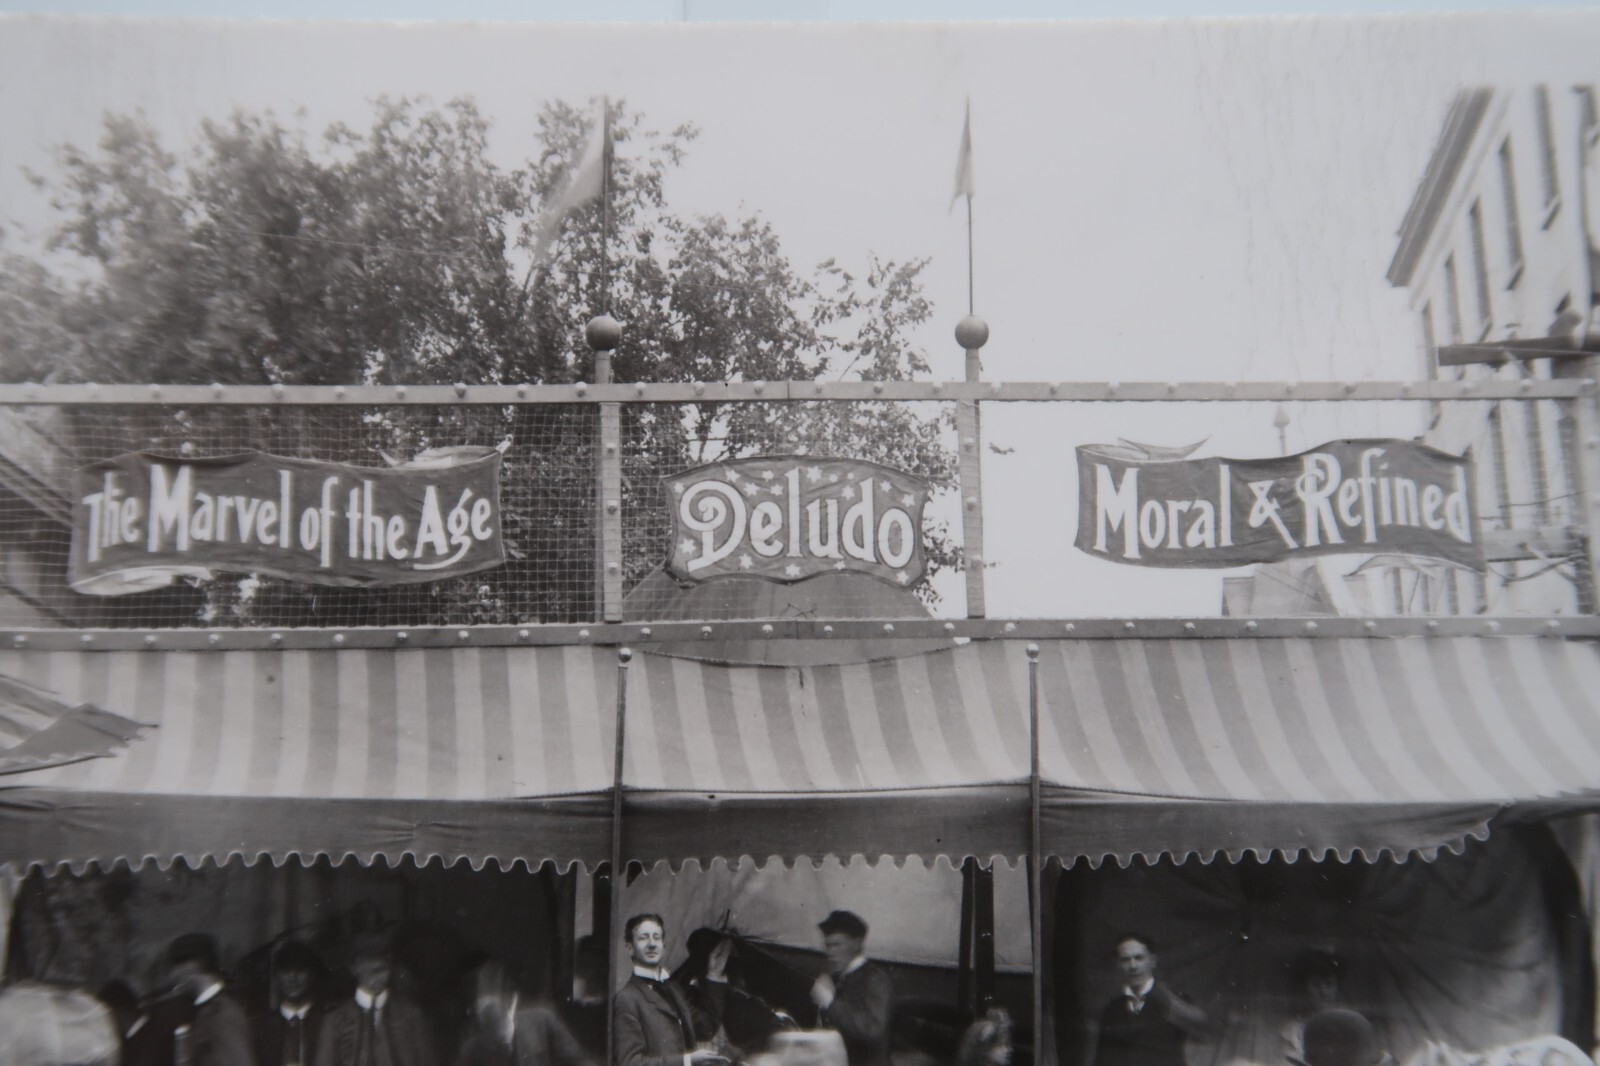 The Marvel of the Age
Deludo
Moral & Refined